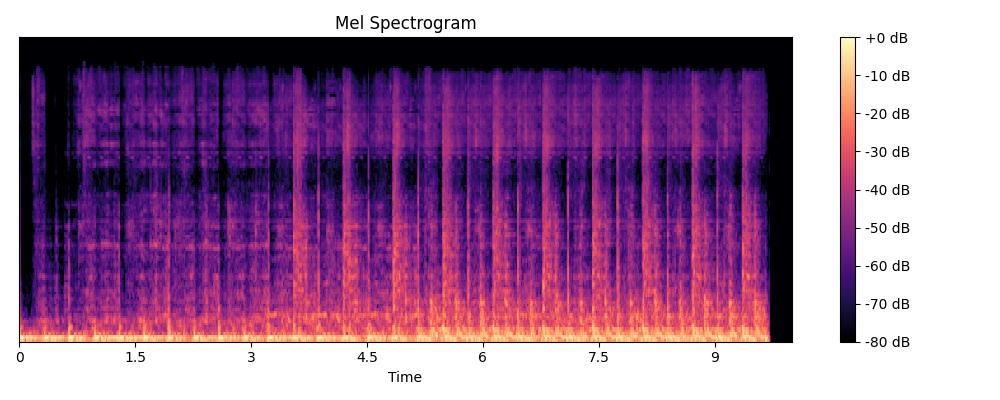 Mel Spectrogram
+0 dB
-10 dB
-20 dB
-30 dB
-40 dB
-50 dB
-60 dB
-70 dB
-80 dB
0
1.5
3
4.5
6
7.5
9
Time